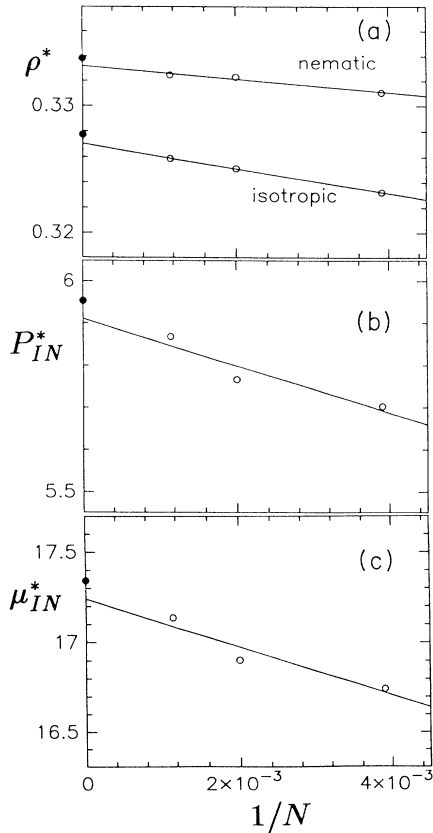 (a)
ρ*
nematic
0.33
isotropic
0.32
6
(b)
P*IN
5.5
17.5
(c)
μ*IN
17
16.5
0
2×10⁻³
4×10⁻³
1/N